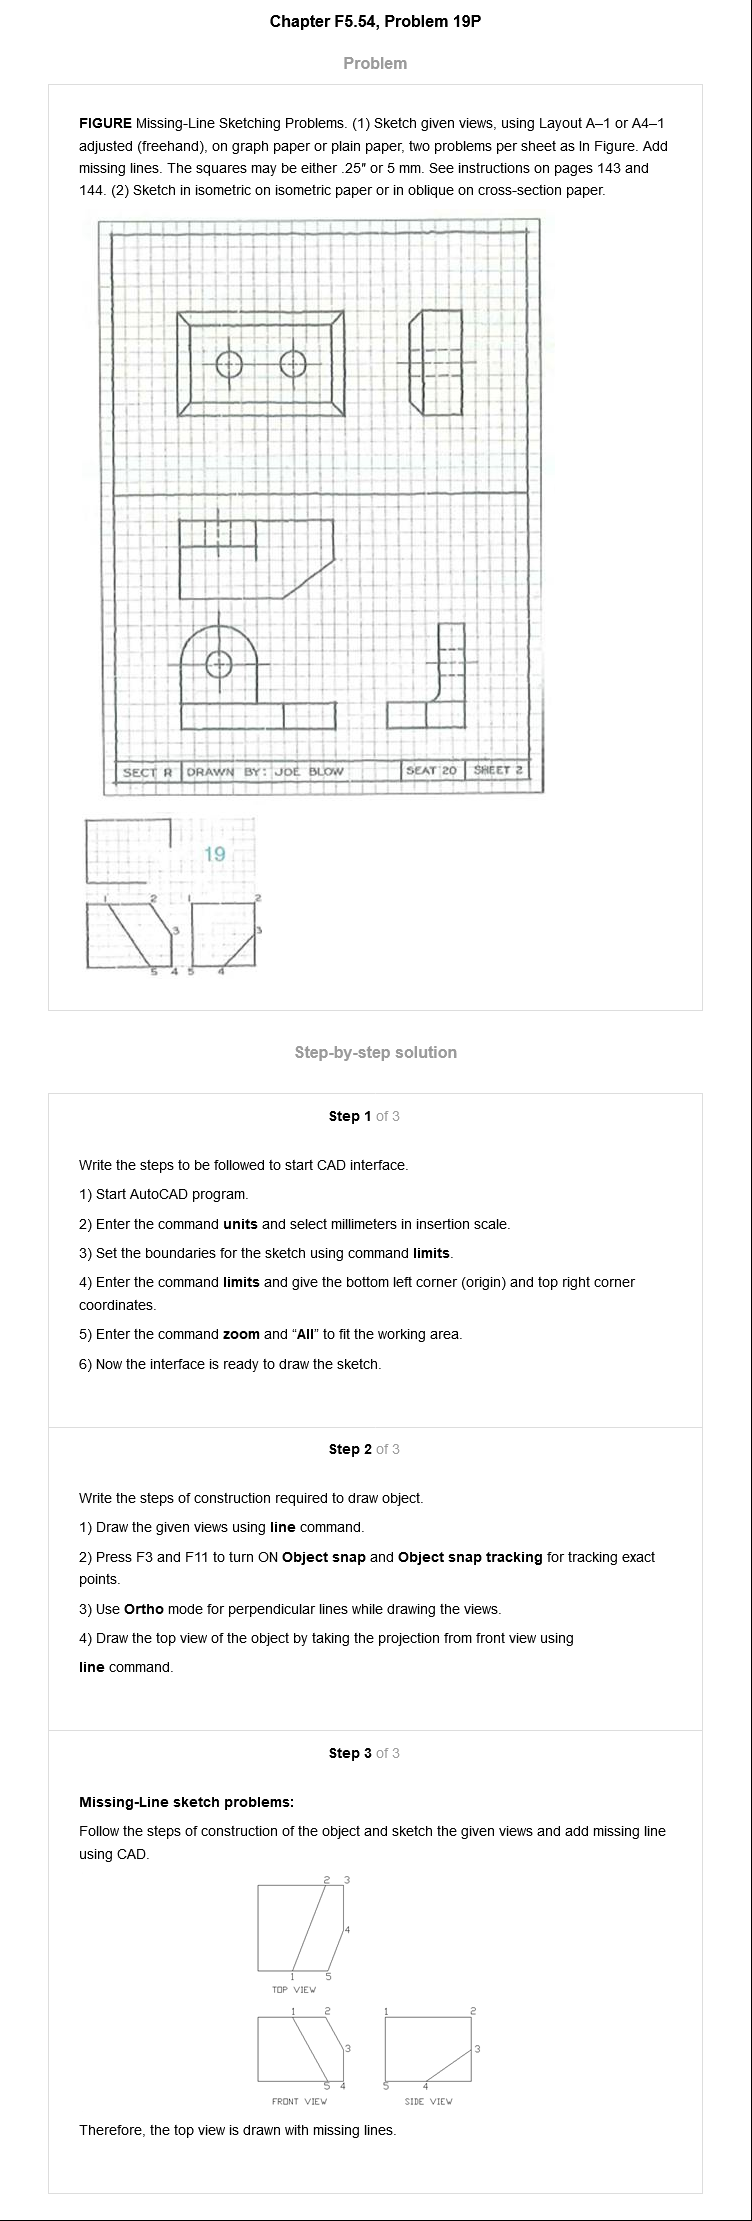 Chapter F5.54, Problem 19P
Problem
FIGURE Missing-Line Sketching Problems. (1) Sketch given views, using Layout A–1 or A4–1
adjusted (freehand), on graph paper or plain paper, two problems per sheet as In Figure. Add
missing lines. The squares may be either .25″ or 5 mm. See instructions on pages 143 and
144. (2) Sketch in isometric on isometric paper or in oblique on cross-section paper.
SECT R DRAWN BY: JOE BLOW SEAT 20 SHEET 2
19
1 2 1 2
3 3
5 4 5 4
Step-by-step solution
Step 1 of 3
Write the steps to be followed to start CAD interface.
1) Start AutoCAD program.
2) Enter the command units and select millimeters in insertion scale.
3) Set the boundaries for the sketch using command limits.
4) Enter the command limits and give the bottom left corner (origin) and top right corner
coordinates.
5) Enter the command zoom and “All” to fit the working area.
6) Now the interface is ready to draw the sketch.
Step 2 of 3
Write the steps of construction required to draw object.
1) Draw the given views using line command.
2) Press F3 and F11 to turn ON Object snap and Object snap tracking for tracking exact
points.
3) Use Ortho mode for perpendicular lines while drawing the views.
4) Draw the top view of the object by taking the projection from front view using
line command.
Step 3 of 3
Missing-Line sketch problems:
Follow the steps of construction of the object and sketch the given views and add missing line
using CAD.
2 3
4
1 5
TOP VIEW
1 2 1 2
3 3
5 4 5 4
FRONT VIEW SIDE VIEW
Therefore, the top view is drawn with missing lines.